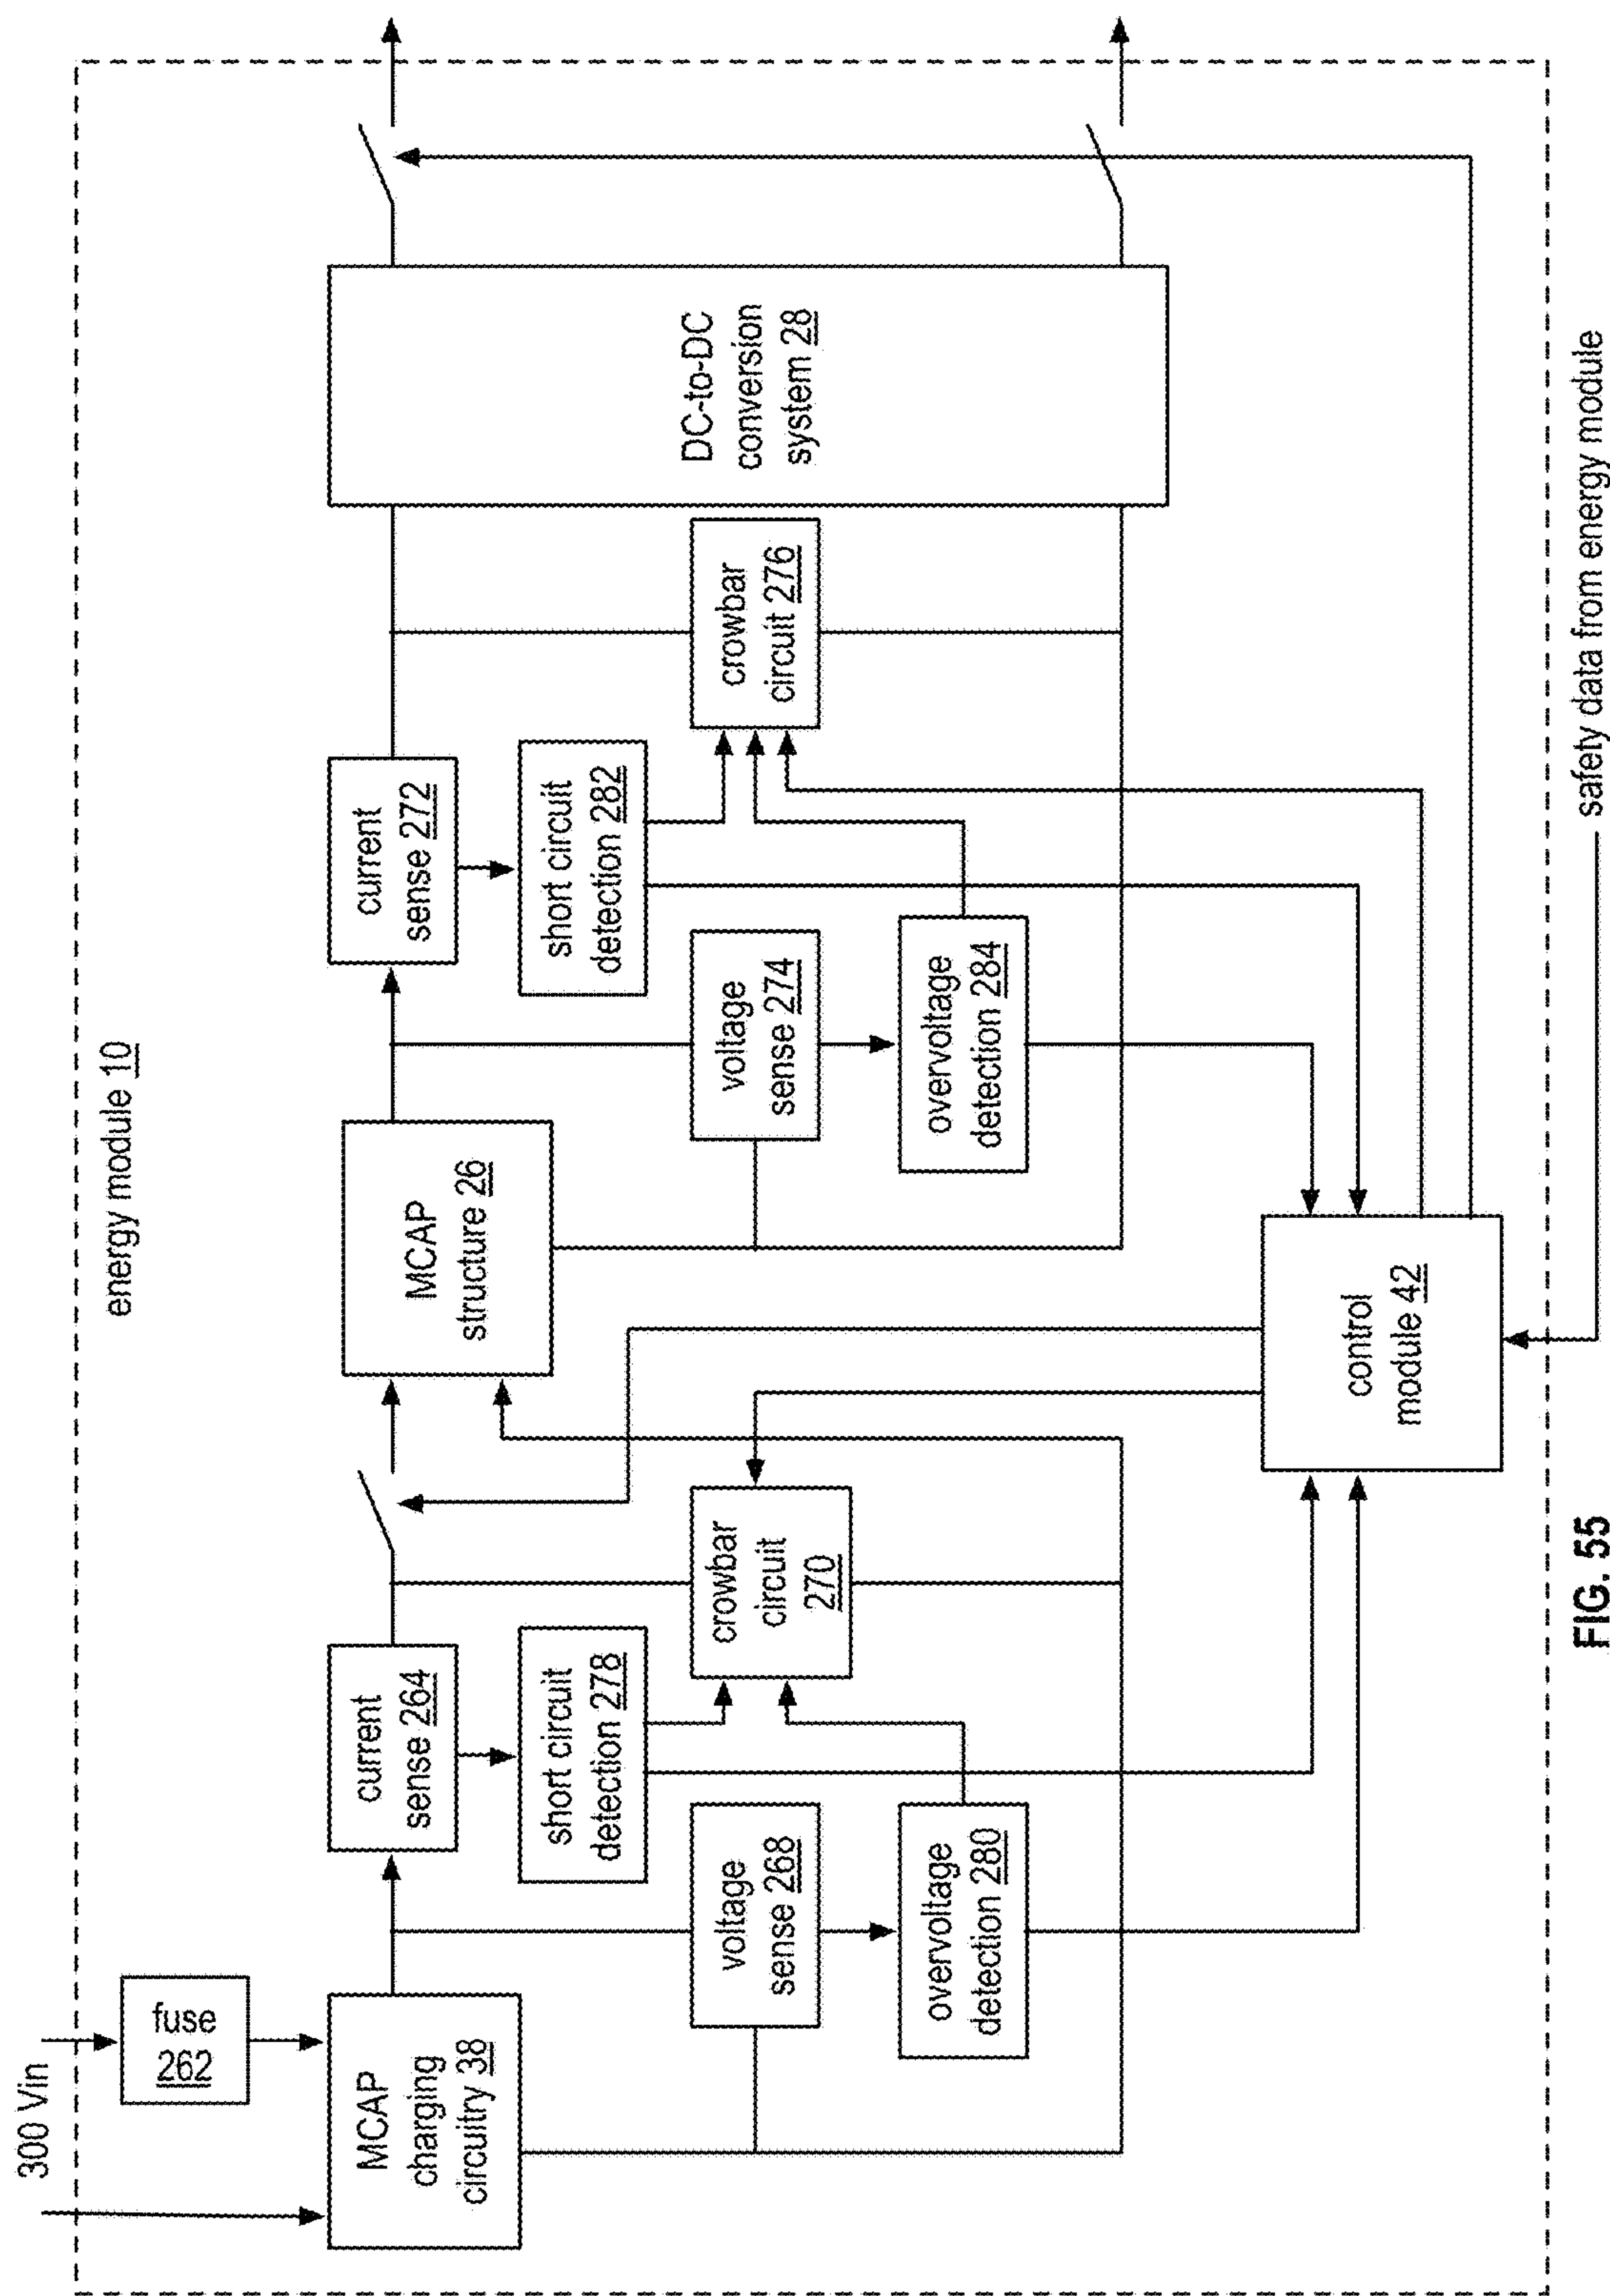 energy module 10
300 Vin
fuse
262
MCAP
charging
circuitry 38
current
sense 264
short circuit
detection 278
voltage
sense 268
overvoltage
detection 280
crowbar
circuit
270
MCAP
structure 26
current
sense 272
short circuit
detection 282
voltage
sense 274
overvoltage
detection 284
crowbar
circuit 276
DC-to-DC
conversion
system 28
control
module 42
safety data from energy module
FIG. 55